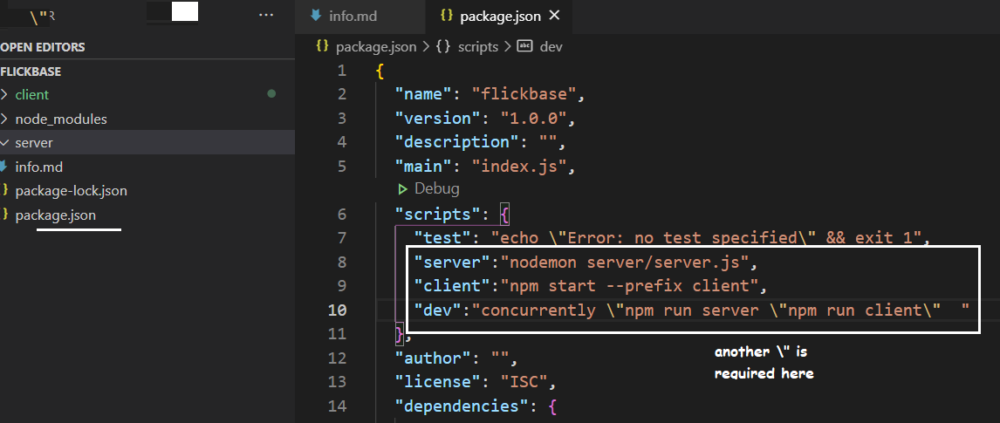 \"R
...
info.md
{} package.json ×
OPEN EDITORS
{} package.json > {} scripts > abc dev
FLICKBASE
> client
> node_modules
server
info.md
package-lock.json
package.json
1 {
2 "name": "flickbase",
3 "version": "1.0.0",
4 "description": "",
5 "main": "index.js",
Debug
6 "scripts": {
7 "test": "echo \"Error: no test specified\" && exit 1",
8 "server":"nodemon server/server.js",
9 "client":"npm start --prefix client",
10 "dev":"concurrently \"npm run server \"npm run client\"  "
11 },
another \" is
required here
12 "author": "",
13 "license": "ISC",
14 "dependencies": {